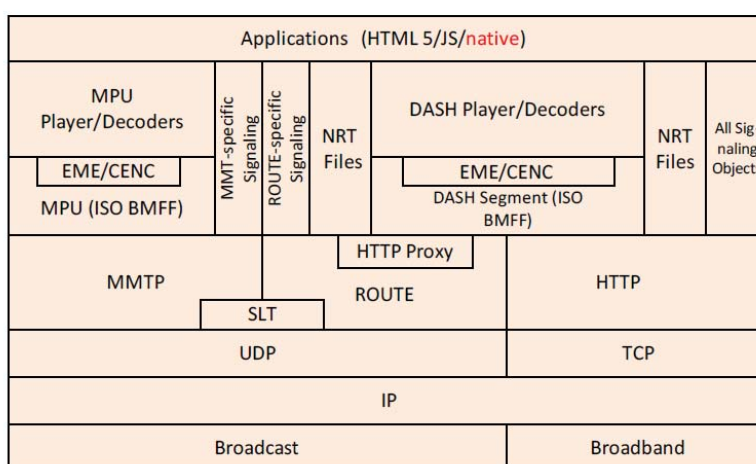 Applications (HTML 5/JS/native)
MPU
Player/Decoders
EME/CENC
MPU (ISO BMFF)
MMT-specific
Signaling
ROUTE-specific
Signaling
NRT
Files
DASH Player/Decoders
EME/CENC
DASH Segment (ISO
BMFF)
NRT
Files
All Sig-
naling
Object
MMTP
SLT
HTTP Proxy
ROUTE
HTTP
UDP
TCP
IP
Broadcast
Broadband